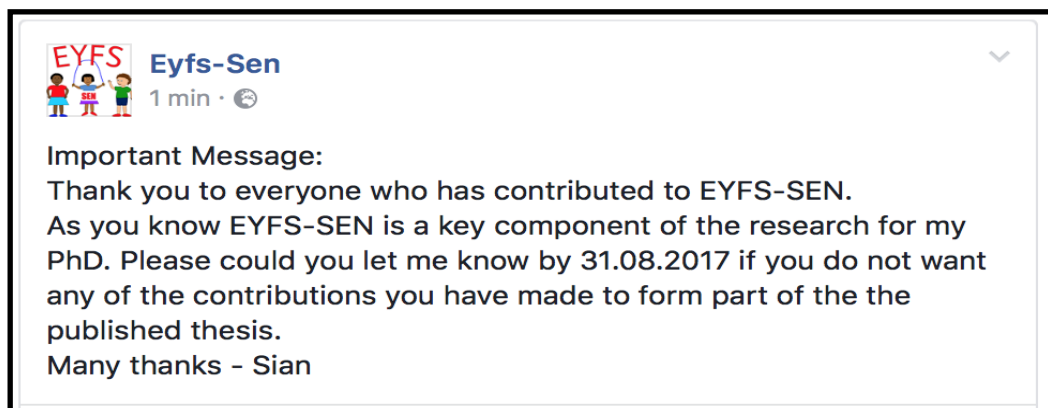 EYFS
SEN
Eyfs-Sen
1 min ·
Important Message:
Thank you to everyone who has contributed to EYFS-SEN.
As you know EYFS-SEN is a key component of the research for my
PhD. Please could you let me know by 31.08.2017 if you do not want
any of the contributions you have made to form part of the the
published thesis.
Many thanks - Sian